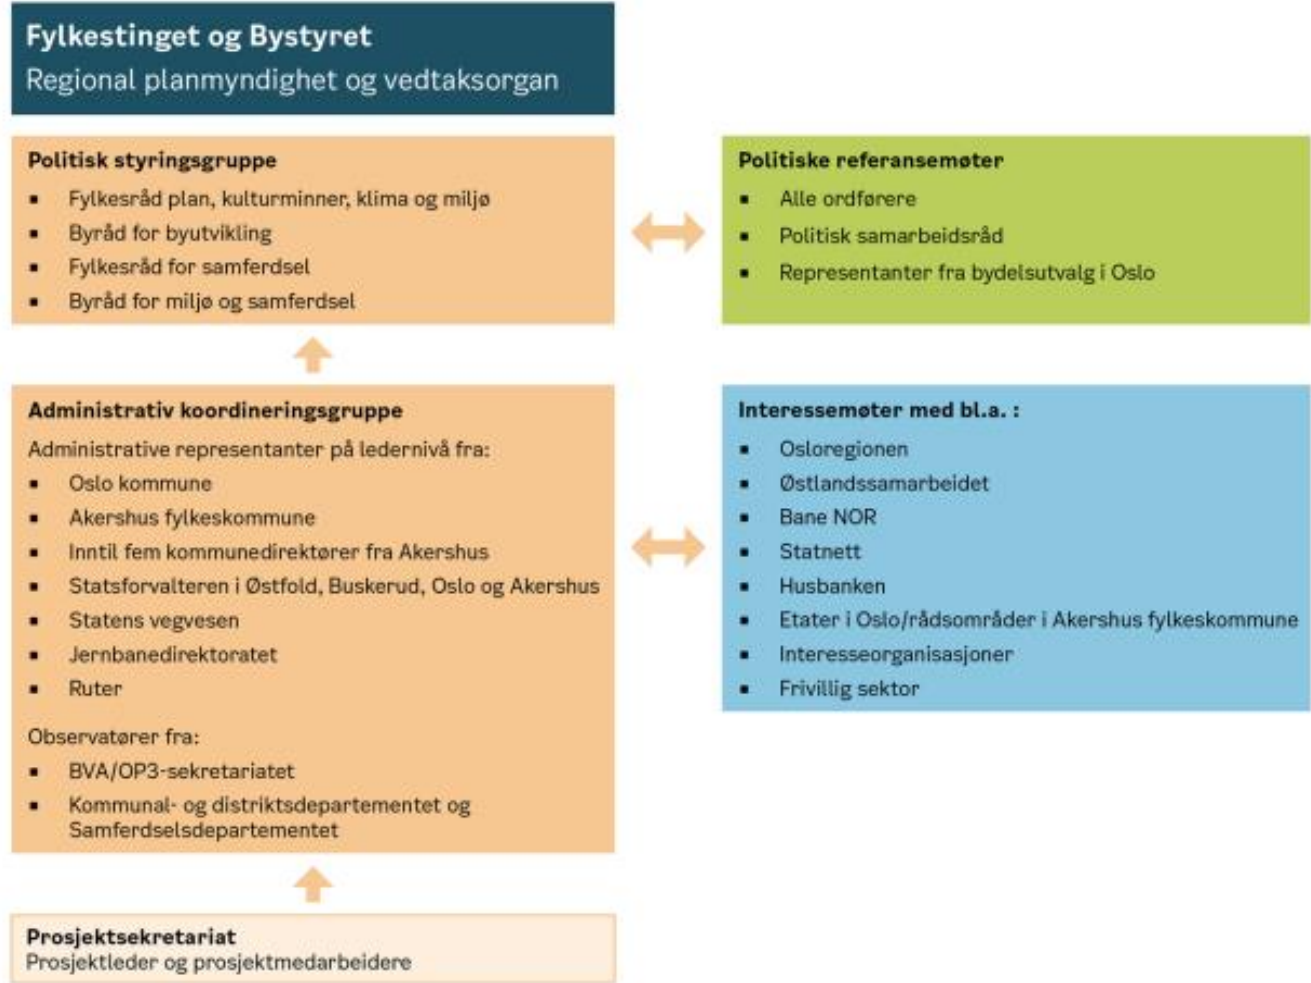 Fylkestinget og Bystyret
Regional planmyndighet og vedtaksorgan
Politisk styringsgruppe
▪ Fylkesråd plan, kulturminner, klima og miljø
▪ Byråd for byutvikling
▪ Fylkesråd for samferdsel
▪ Byråd for miljø og samferdsel
Politiske referansemøter
▪ Alle ordførere
▪ Politisk samarbeidsråd
▪ Representanter fra bydelsutvalg i Oslo
Administrativ koordineringsgruppe
Administrative representanter på ledernivå fra:
▪ Oslo kommune
▪ Akershus fylkeskommune
▪ Inntil fem kommunedirektører fra Akershus
▪ Statsforvalteren i Østfold, Buskerud, Oslo og Akershus
▪ Statens vegvesen
▪ Jernbanedirektoratet
▪ Ruter
Observatører fra:
▪ BVA/OP3-sekretariatet
▪ Kommunal- og distriktsdepartementet og
Samferdselsdepartementet
Interessemøter med bl.a. :
▪ Osloregionen
▪ Østlandssamarbeidet
▪ Bane NOR
▪ Statnett
▪ Husbanken
▪ Etater i Oslo/rådsområder i Akershus fylkeskommune
▪ Interesseorganisasjoner
▪ Frivillig sektor
Prosjektsekretariat
Prosjektleder og prosjektmedarbeidere